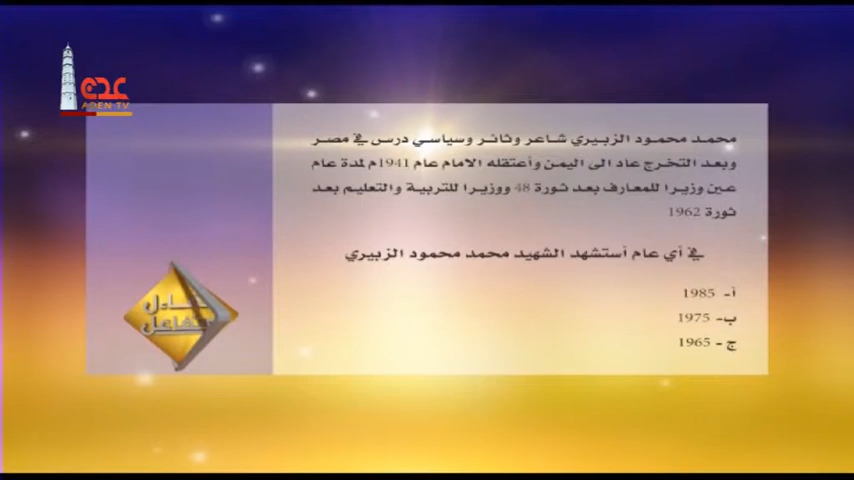 عدن
ADEN TV
محمد محمود الزبيري شاعر وثائر وسياسي درس في مصر
وبعد التخرج عاد الى اليمن وأعتقله الامام عام 1941م لمدة عام
عين وزيرا للمعارف بعد ثورة 48 ووزيرا للتربية والتعليم بعد
ثورة 1962
في أي عام أستشهد الشهيد محمد محمود الزبيري
أ- 1985
ب- 1975
ج - 1965